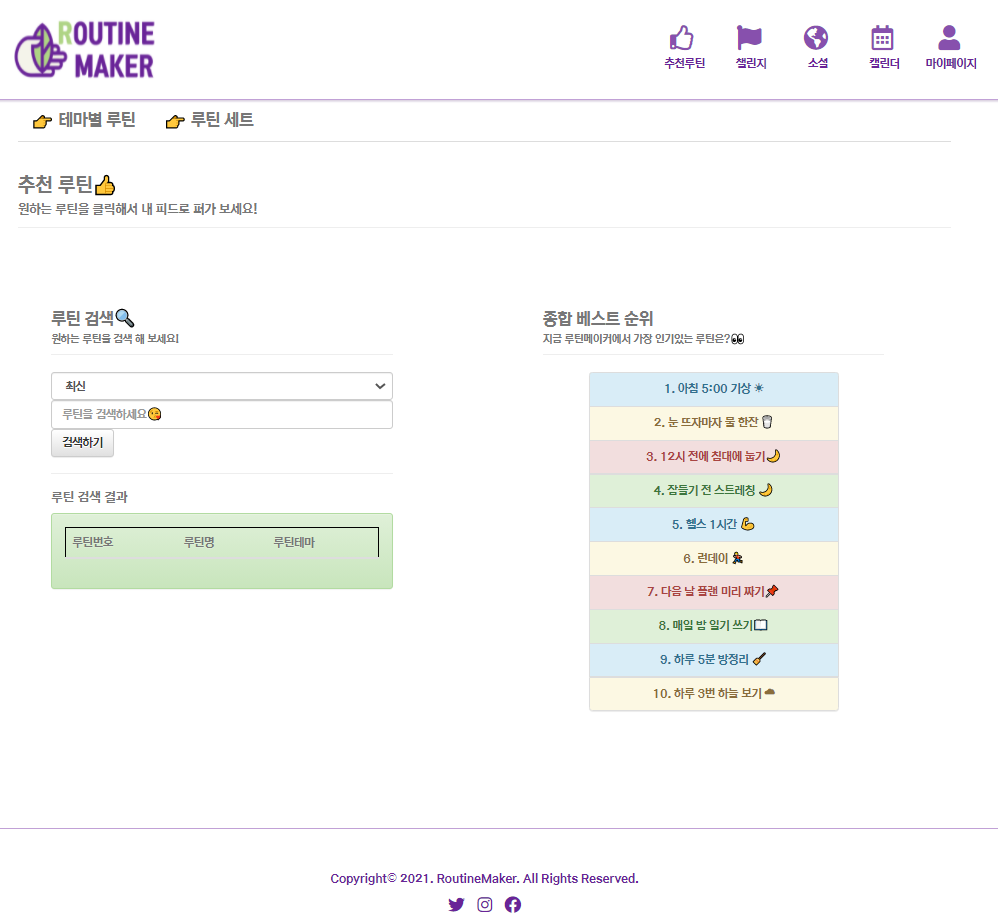 ROUTINE
MAKER
추천루틴 챌린지 소셜 캘린더 마이페이지
👉 테마별 루틴 👉 루틴 세트
추천 루틴👍
원하는 루틴을 클릭해서 내 피드로 퍼가 보세요!
루틴 검색🔍
원하는 루틴을 검색 해 보세요!
최신
루틴을 검색하세요😋
검색하기
루틴 검색 결과
루틴번호 루틴명 루틴테마
종합 베스트 순위
지금 루틴메이커에서 가장 인기있는 루틴은?👀
1. 아침 5:00 기상 ☀
2. 눈 뜨자마자 물 한잔 🥛
3. 12시 전에 침대에 눕기🌙
4. 잠들기 전 스트레칭 🌙
5. 헬스 1시간 💪
6. 런데이 🏃
7. 다음 날 플랜 미리 짜기📌
8. 매일 밤 일기 쓰기📖
9. 하루 5분 방정리 🧹
10. 하루 3번 하늘 보기 ☁
Copyright© 2021. RoutineMaker. All Rights Reserved.